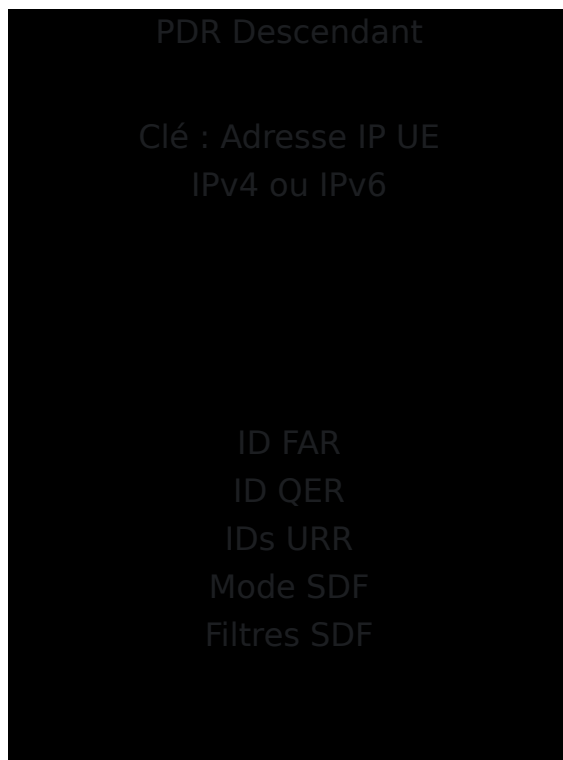 PDR Descendant
Clé : Adresse IP UE
IPv4 ou IPv6
ID FAR
ID QER
IDs URR
Mode SDF
Filtres SDF